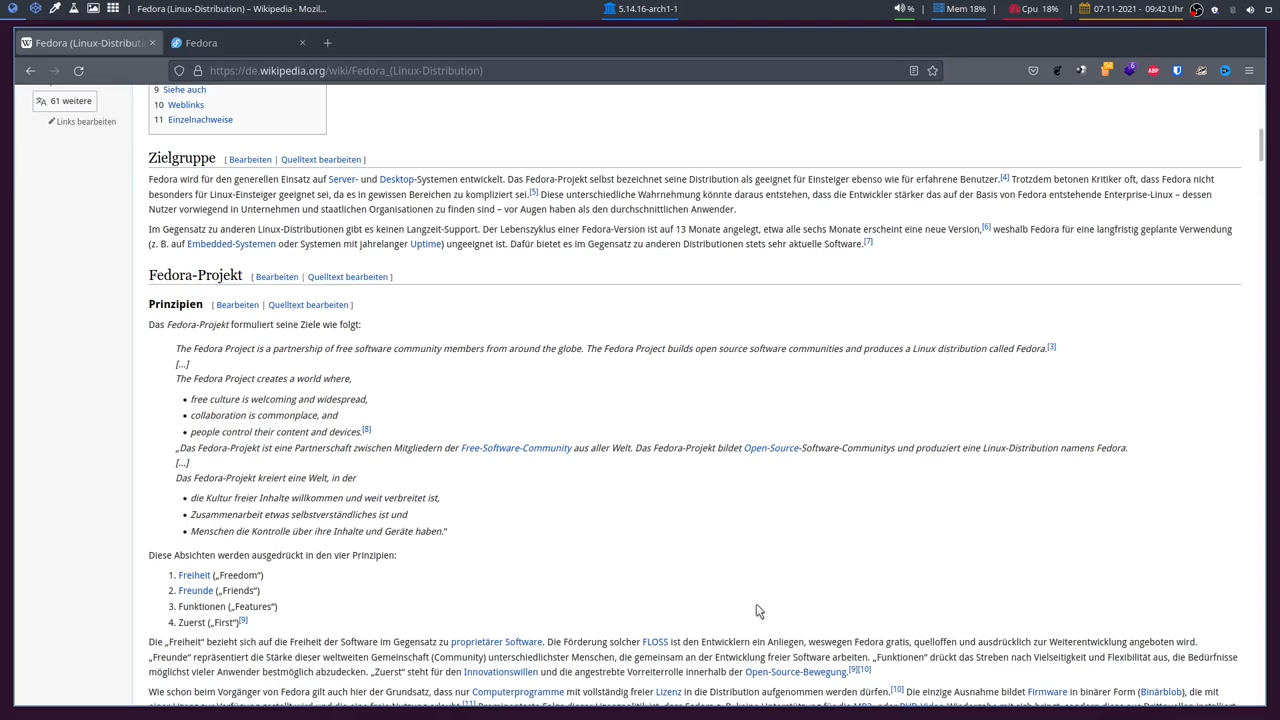 Fedora (Linux-Distribution) – Wikipedia - Mozil...
5.14.16-arch1-1
%
Mem 18%
Cpu 18%
07-11-2021 - 09:42 Uhr
Fedora (Linux-Distributi
Fedora
https://de.wikipedia.org/wiki/Fedora_(Linux-Distribution)
61 weitere
Links bearbeiten
9 Siehe auch
10 Weblinks
11 Einzelnachweise
Zielgruppe [ Bearbeiten | Quelltext bearbeiten ]
Fedora wird für den generellen Einsatz auf Server- und Desktop-Systemen entwickelt. Das Fedora-Projekt selbst bezeichnet seine Distribution als geeignet für Einsteiger ebenso wie für erfahrene Benutzer.[4] Trotzdem betonen Kritiker oft, dass Fedora nicht
besonders für Linux-Einsteiger geeignet sei, da es in gewissen Bereichen zu kompliziert sei.[5] Diese unterschiedliche Wahrnehmung könnte daraus entstehen, dass die Entwickler stärker das auf der Basis von Fedora entstehende Enterprise-Linux – dessen
Nutzer vorwiegend in Unternehmen und staatlichen Organisationen zu finden sind – vor Augen haben als den durchschnittlichen Anwender.
Im Gegensatz zu anderen Linux-Distributionen gibt es keinen Langzeit-Support. Der Lebenszyklus einer Fedora-Version ist auf 13 Monate angelegt, etwa alle sechs Monate erscheint eine neue Version,[6] weshalb Fedora für eine langfristig geplante Verwendung
(z. B. auf Embedded-Systemen oder Systemen mit jahrelanger Uptime) ungeeignet ist. Dafür bietet es im Gegensatz zu anderen Distributionen stets sehr aktuelle Software.[7]
Fedora-Projekt [ Bearbeiten | Quelltext bearbeiten ]
Prinzipien [ Bearbeiten | Quelltext bearbeiten ]
Das Fedora-Projekt formuliert seine Ziele wie folgt:
The Fedora Project is a partnership of free software community members from around the globe. The Fedora Project builds open source software communities and produces a Linux distribution called Fedora.[3]
[...]
The Fedora Project creates a world where,
• free culture is welcoming and widespread,
• collaboration is commonplace, and
• people control their content and devices.[8]
„Das Fedora-Projekt ist eine Partnerschaft zwischen Mitgliedern der Free-Software-Community aus aller Welt. Das Fedora-Projekt bildet Open-Source-Software-Communitys und produziert eine Linux-Distribution namens Fedora.
[...]
Das Fedora-Projekt kreiert eine Welt, in der
• die Kultur freier Inhalte willkommen und weit verbreitet ist,
• Zusammenarbeit etwas selbstverständliches ist und
• Menschen die Kontrolle über ihre Inhalte und Geräte haben.“
Diese Absichten werden ausgedrückt in den vier Prinzipien:
1. Freiheit („Freedom“)
2. Freunde („Friends“)
3. Funktionen („Features“)
4. Zuerst („First“)[9]
Die „Freiheit“ bezieht sich auf die Freiheit der Software im Gegensatz zu proprietärer Software. Die Förderung solcher FLOSS ist den Entwicklern ein Anliegen, weswegen Fedora gratis, quelloffen und ausdrücklich zur Weiterentwicklung angeboten wird.
„Freunde“ repräsentiert die Stärke dieser weltweiten Gemeinschaft (Community) unterschiedlichster Menschen, die gemeinsam an der Entwicklung freier Software arbeiten. „Funktionen“ drückt das Streben nach Vielseitigkeit und Flexibilität aus, die Bedürfnisse
möglichst vieler Anwender bestmöglich abzudecken. „Zuerst“ steht für den Innovationswillen und die angestrebte Vorreiterrolle innerhalb der Open-Source-Bewegung.[9][10]
Wie schon beim Vorgänger von Fedora gilt auch hier der Grundsatz, dass nur Computerprogramme mit vollständig freier Lizenz in die Distribution aufgenommen werden dürfen.[10] Die einzige Ausnahme bildet Firmware in binärer Form (Binärblob), die mit